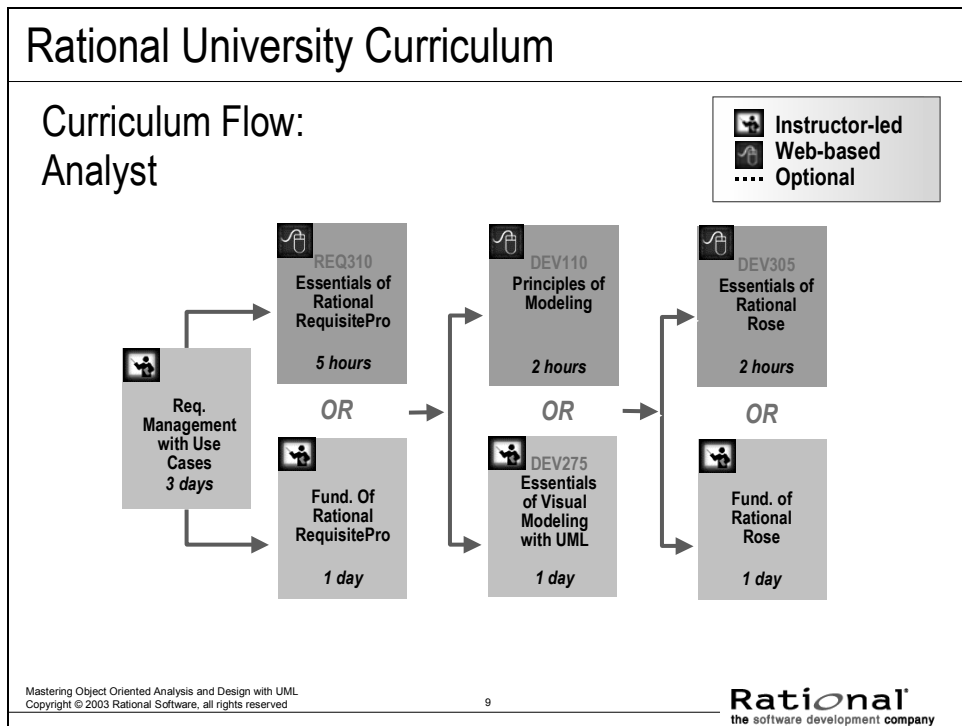 Rational University Curriculum
Curriculum Flow:
Analyst
Instructor-led
Web-based
Optional
Req.
Management
with Use
Cases
3 days
REQ310
Essentials of
Rational
RequisitePro
5 hours
OR
Fund. Of
Rational
RequisitePro
1 day
DEV110
Principles of
Modeling
2 hours
OR
DEV275
Essentials
of Visual
Modeling
with UML
1 day
DEV305
Essentials of
Rational
Rose
2 hours
OR
Fund. of
Rational
Rose
1 day
Mastering Object Oriented Analysis and Design with UML
Copyright © 2003 Rational Software, all rights reserved
9
Rational
the software development company